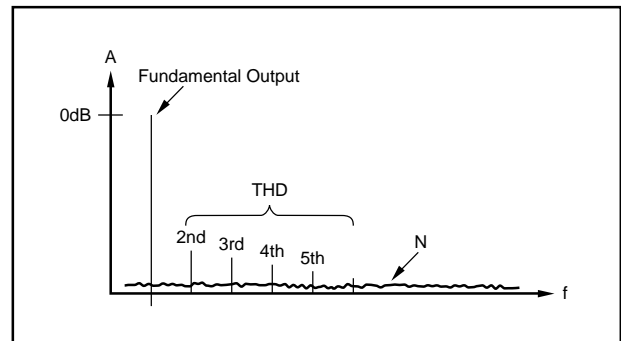 A
Fundamental Output
0dB
THD
2nd
3rd
4th
5th
N
f